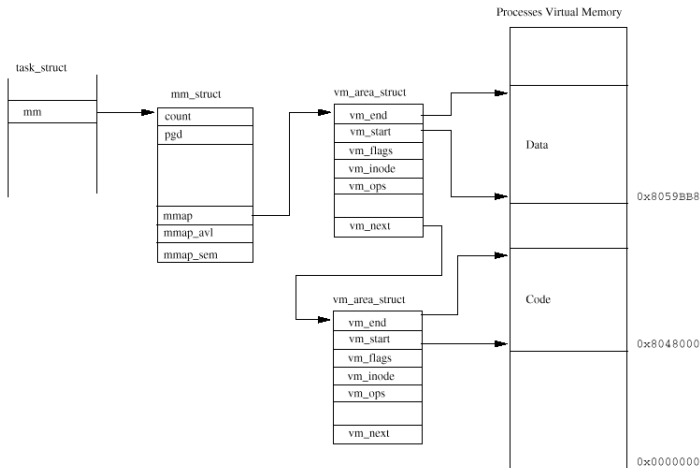 Processes Virtual Memory
task_struct
mm
mm_struct
count
pgd
mmap
mmap_avl
mmap_sem
vm_area_struct
vm_end
vm_start
vm_flags
vm_inode
vm_ops
vm_next
vm_area_struct
vm_end
vm_start
vm_flags
vm_inode
vm_ops
vm_next
Data
0x8059BB8
Code
0x8048000
0x0000000